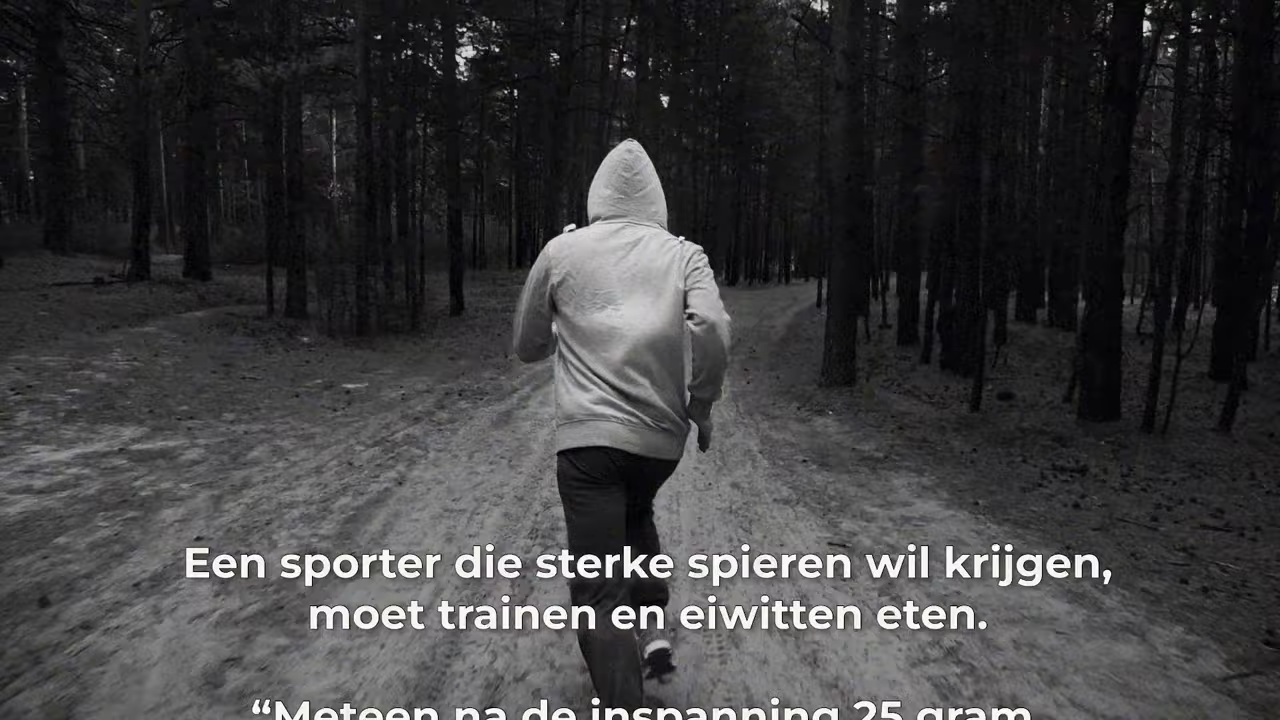 Een sporter die sterke spieren wil krijgen,
moet trainen en eiwitten eten.
“Meteen na de inspanning 25 gram